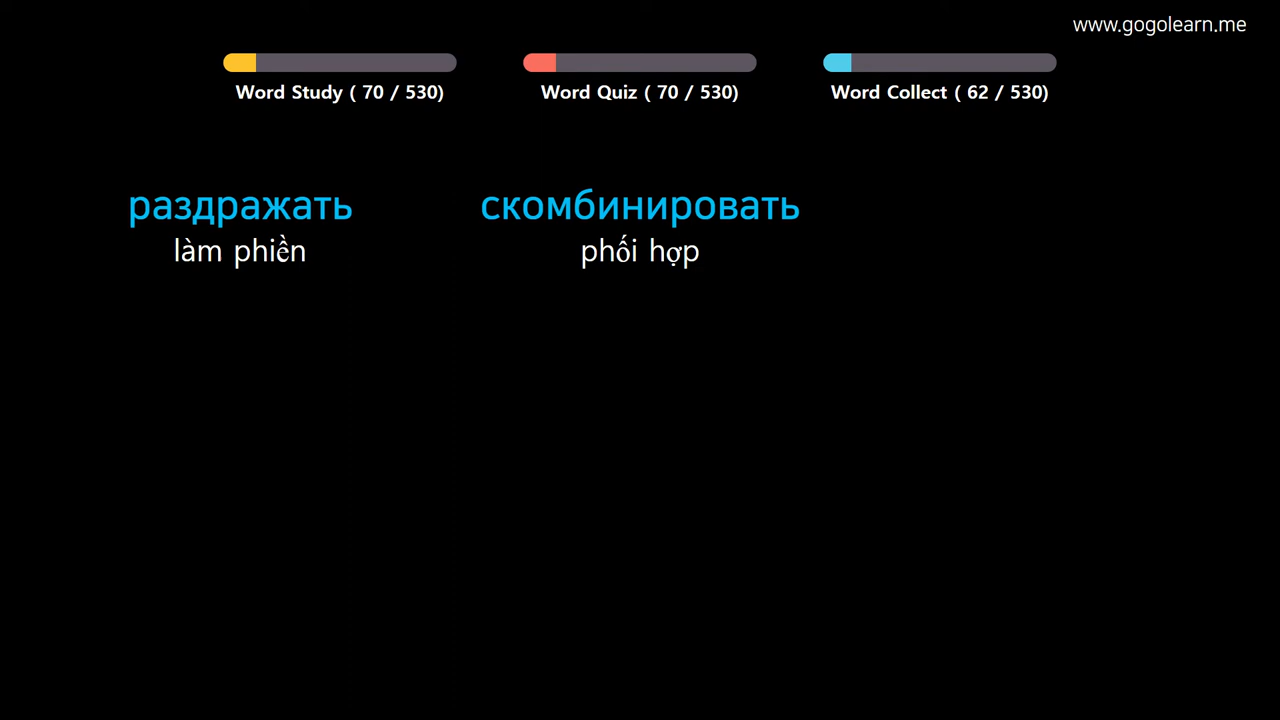 www.gogolearn.me
Word Study ( 70 / 530)
Word Quiz ( 70 / 530)
Word Collect ( 62 / 530)
раздражать
làm phiền
скомбинировать
phối hợp